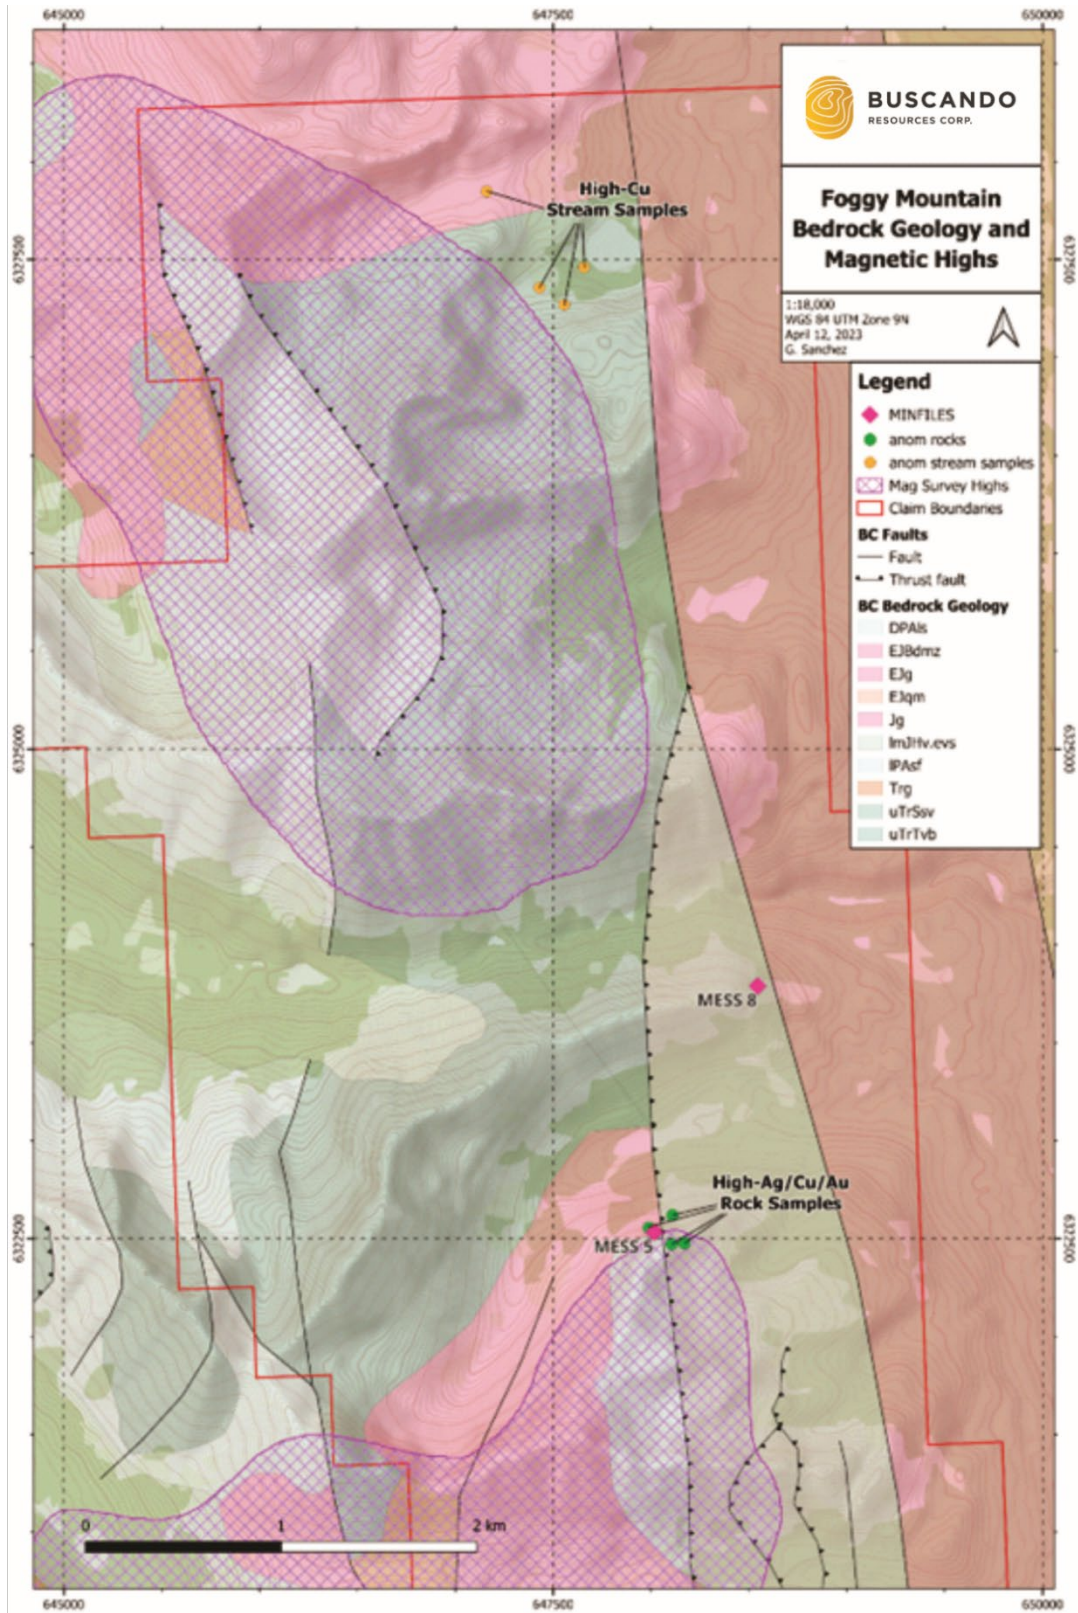 645000
647500
650000
BUSCANDO
RESOURCES CORP.
Foggy Mountain
Bedrock Geology and
Magnetic Highs
1:18,000
WGS 84 UTM Zone 9N
April 12, 2023
G. Sanchez
High-Cu
Stream Samples
6327500
6327500
Legend
MINFILES
anom rocks
anom stream samples
Mag Survey Highs
Claim Boundaries
BC Faults
Fault
Thrust fault
BC Bedrock Geology
DPAls
EJBdmz
EJg
EJqm
Jg
lmJHv.evs
lPAsf
Trg
uTrSsv
uTrTvb
6325000
6325000
MESS 8
High-Ag/Cu/Au
Rock Samples
MESS 5
6322500
6322500
0
1
2 km
645000
647500
650000